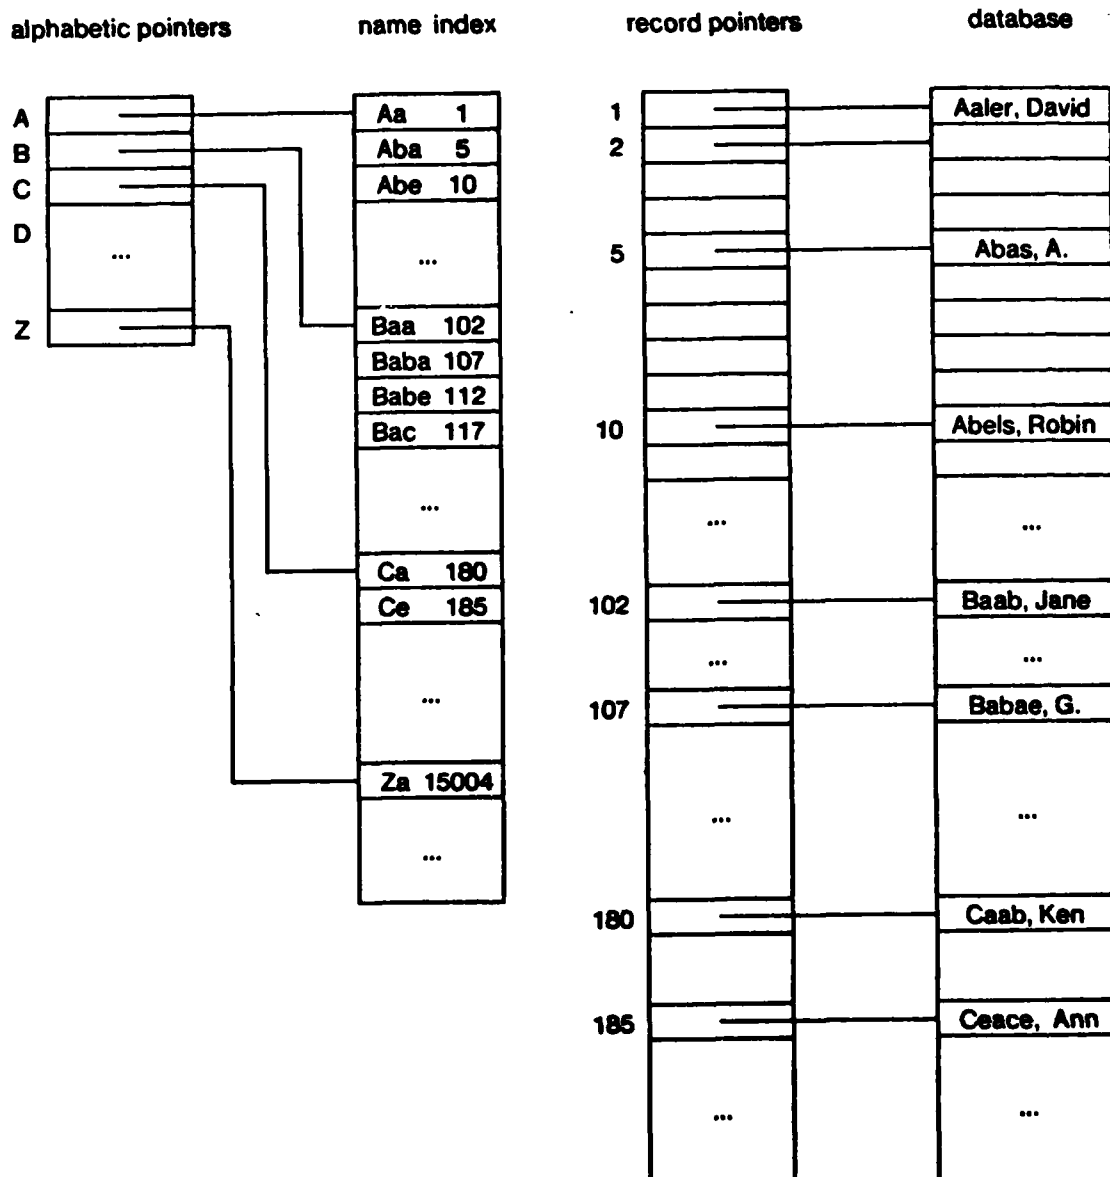 alphabetic pointers
name index
record pointers
database
A
B
C
D
...
Z
Aa 1
Aba 5
Abe 10
...
Baa 102
Baba 107
Babe 112
Bac 117
...
Ca 180
Ce 185
...
Za 15004
...
1
2
5
10
...
102
...
107
...
180
185
...
Aaler, David
Abas, A.
Abels, Robin
...
Baab, Jane
...
Babae, G.
...
Caab, Ken
Ceace, Ann
...